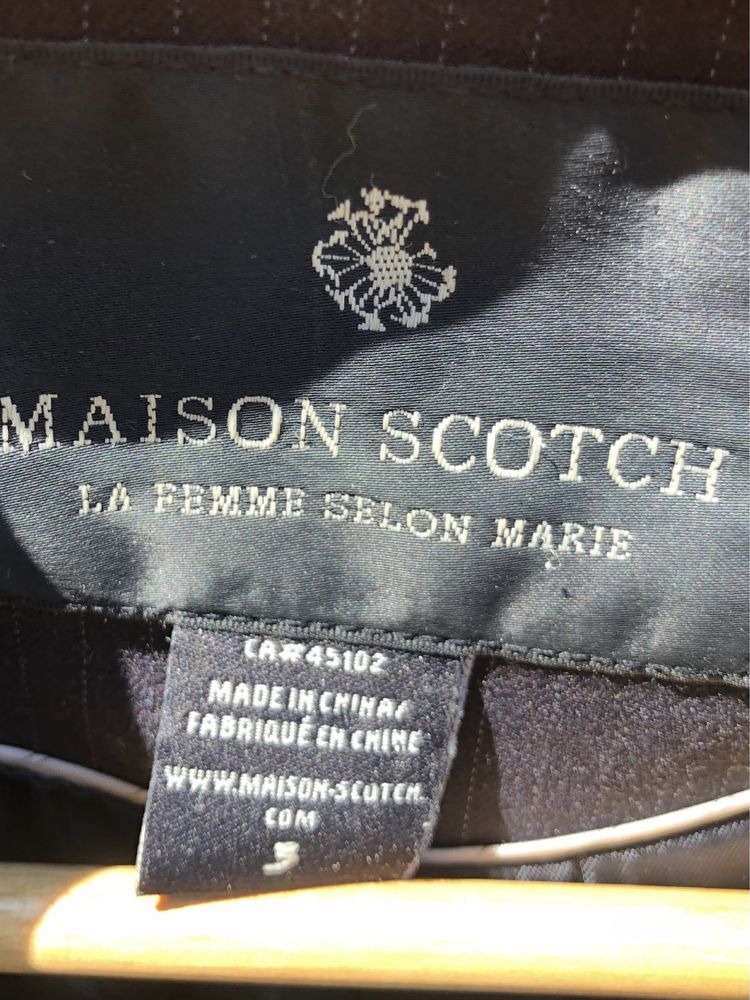 MAISON SCOTCH
LA FEMME SELON MARIE
CA#45102
MADE IN CHINA/
FABRIQUÉ EN CHINE
WWW.MAISON-SCOTCH.
COM
3